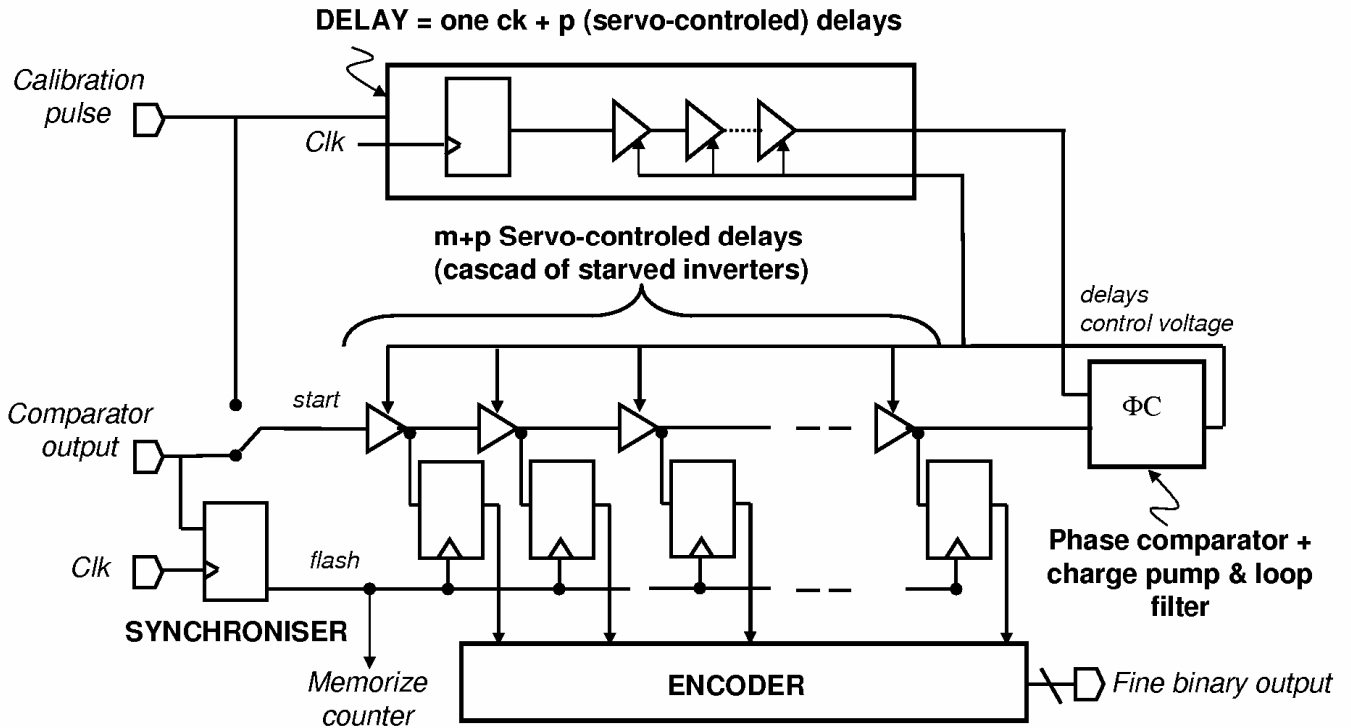 DELAY = one ck + p (servo-controled) delays
Calibration
pulse
Clk
m+p Servo-controled delays
(cascad of starved inverters)
delays
control voltage
Comparator
output
start
ΦC
Clk
flash
Phase comparator +
charge pump & loop
filter
SYNCHRONISER
Memorize
counter
ENCODER
Fine binary output